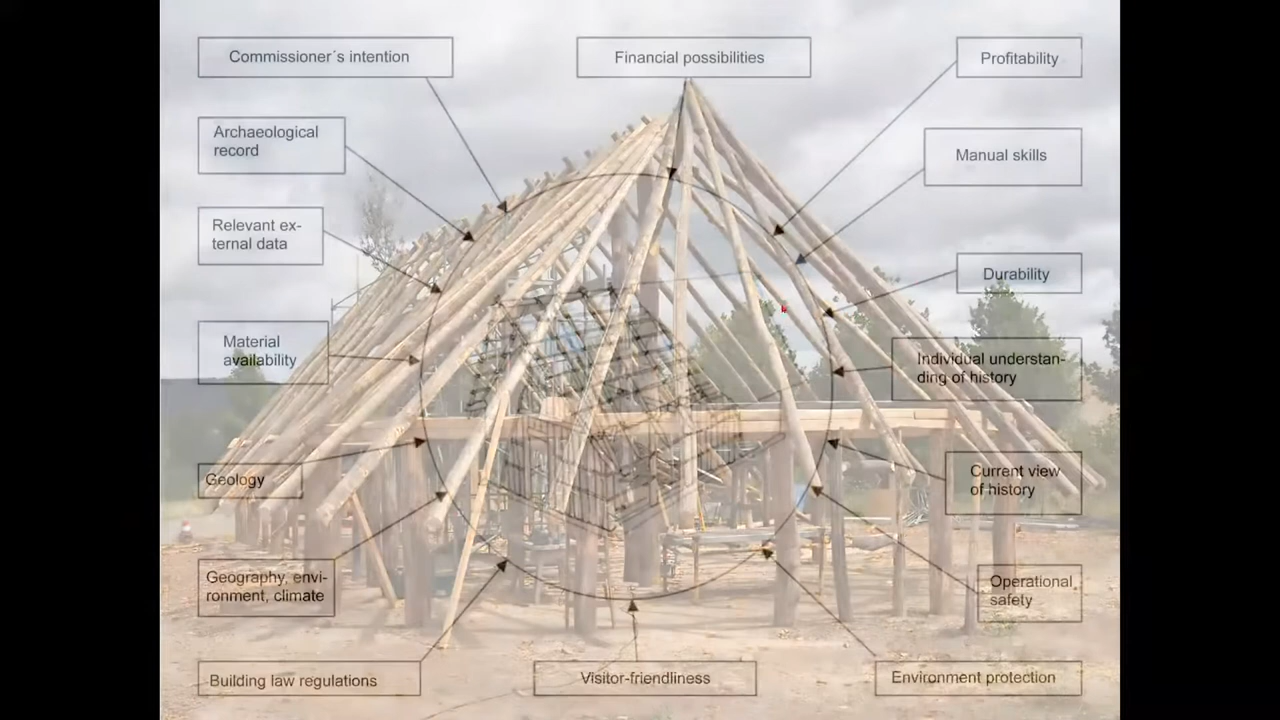 Commissioner´s intention
Financial possibilities
Profitability
Archaeological
record
Manual skills
Relevant ex-
ternal data
Durability
Material
availability
Individual understan-
ding of history
Geology
Current view
of history
Geography, envi-
ronment, climate
Operational
safety
Building law regulations
Visitor-friendliness
Environment protection